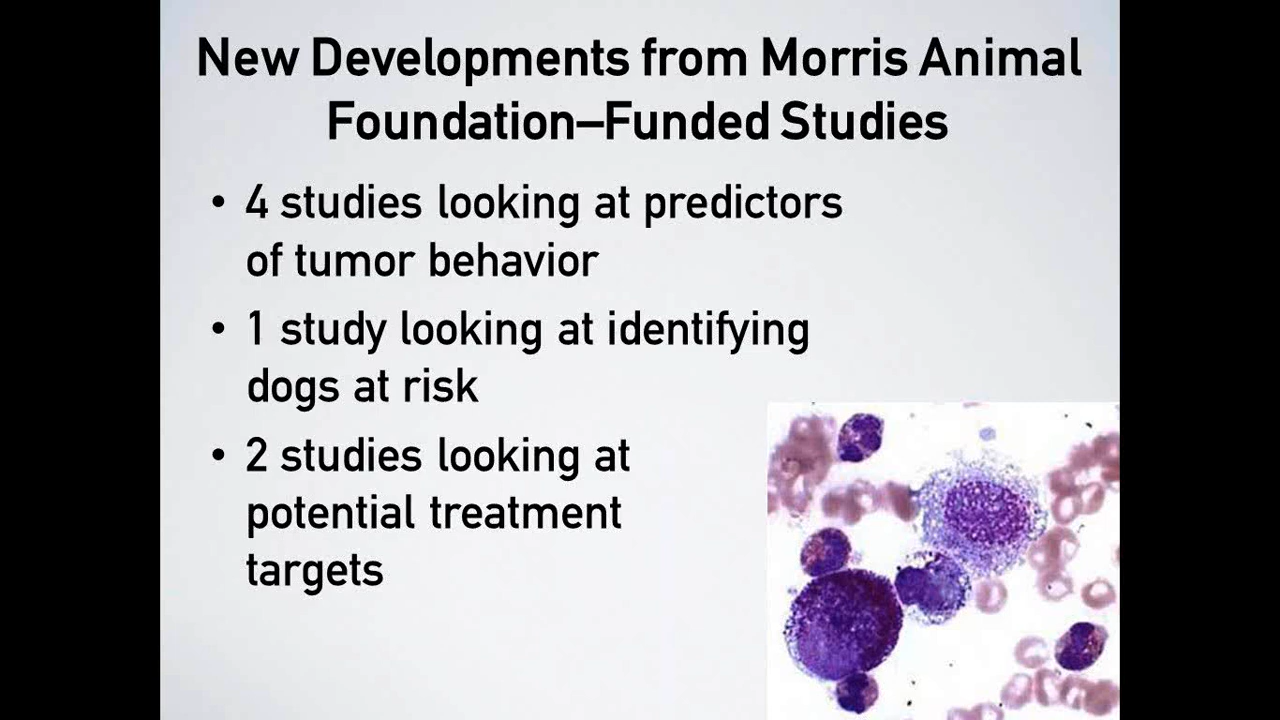 New Developments from Morris Animal
Foundation—Funded Studies
• 4 studies looking at predictors
of tumor behavior
• 1 study looking at identifying
dogs at risk
• 2 studies looking at
potential treatment
targets